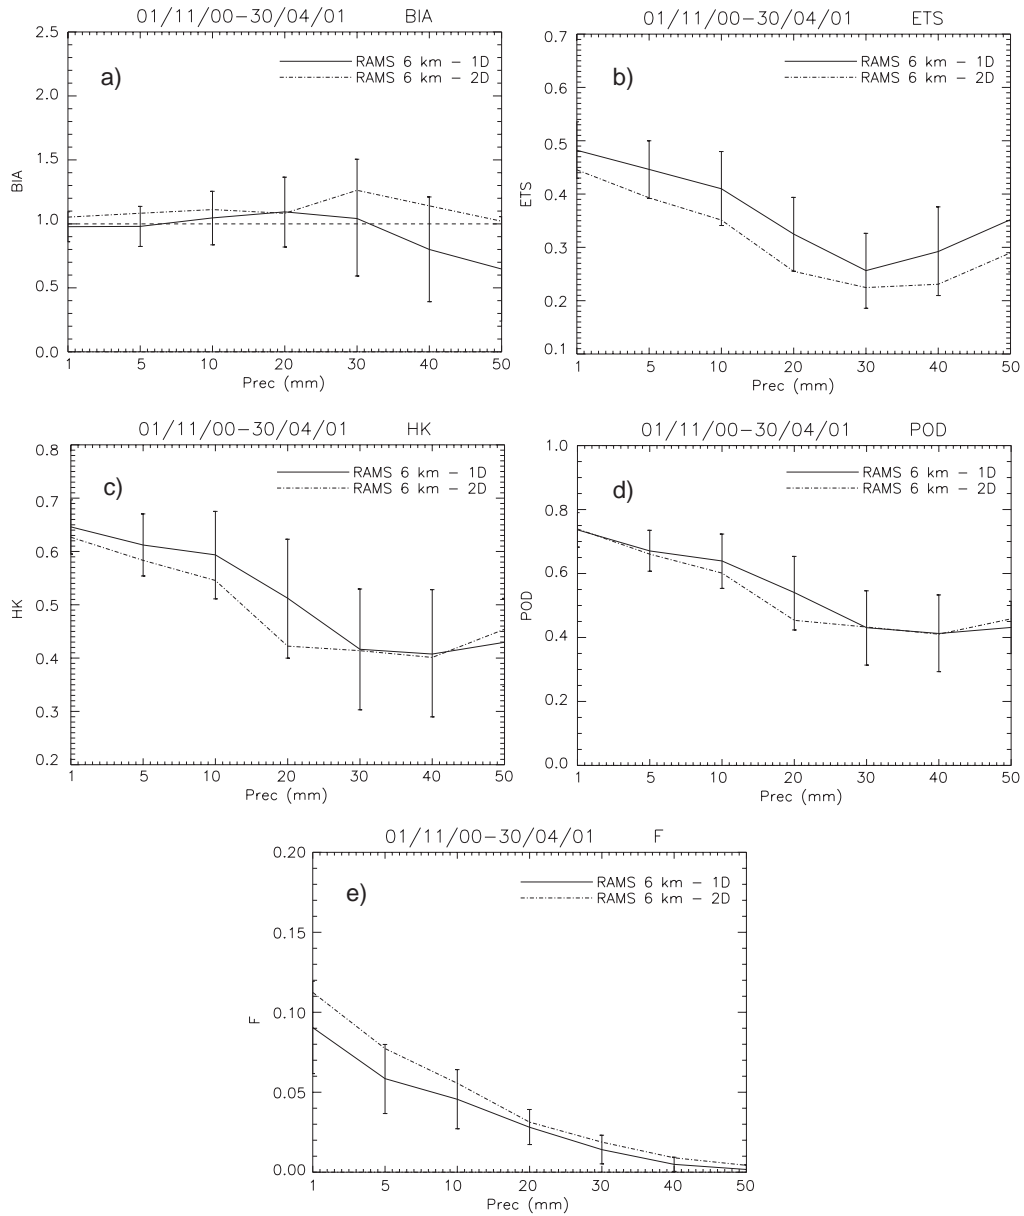 01/11/00-30/04/01 BIA
2.5
2.0
1.5
1.0
0.5
0.0
BIA
a)
RAMS 6 km - 1D
RAMS 6 km - 2D
1 5 10 20 30 40 50
Prec (mm)
01/11/00-30/04/01 ETS
0.7
0.6
0.5
0.4
0.3
0.2
0.1
ETS
b)
RAMS 6 km - 1D
RAMS 6 km - 2D
1 5 10 20 30 40 50
Prec (mm)
01/11/00-30/04/01 HK
0.8
0.7
0.6
0.5
0.4
0.3
0.2
HK
c)
RAMS 6 km - 1D
RAMS 6 km - 2D
1 5 10 20 30 40 50
Prec (mm)
01/11/00-30/04/01 POD
1.0
0.8
0.6
0.4
0.2
0.0
POD
d)
RAMS 6 km - 1D
RAMS 6 km - 2D
1 5 10 20 30 40 50
Prec (mm)
01/11/00-30/04/01 F
0.20
0.15
0.10
0.05
0.00
F
e)
RAMS 6 km - 1D
RAMS 6 km - 2D
1 5 10 20 30 40 50
Prec (mm)